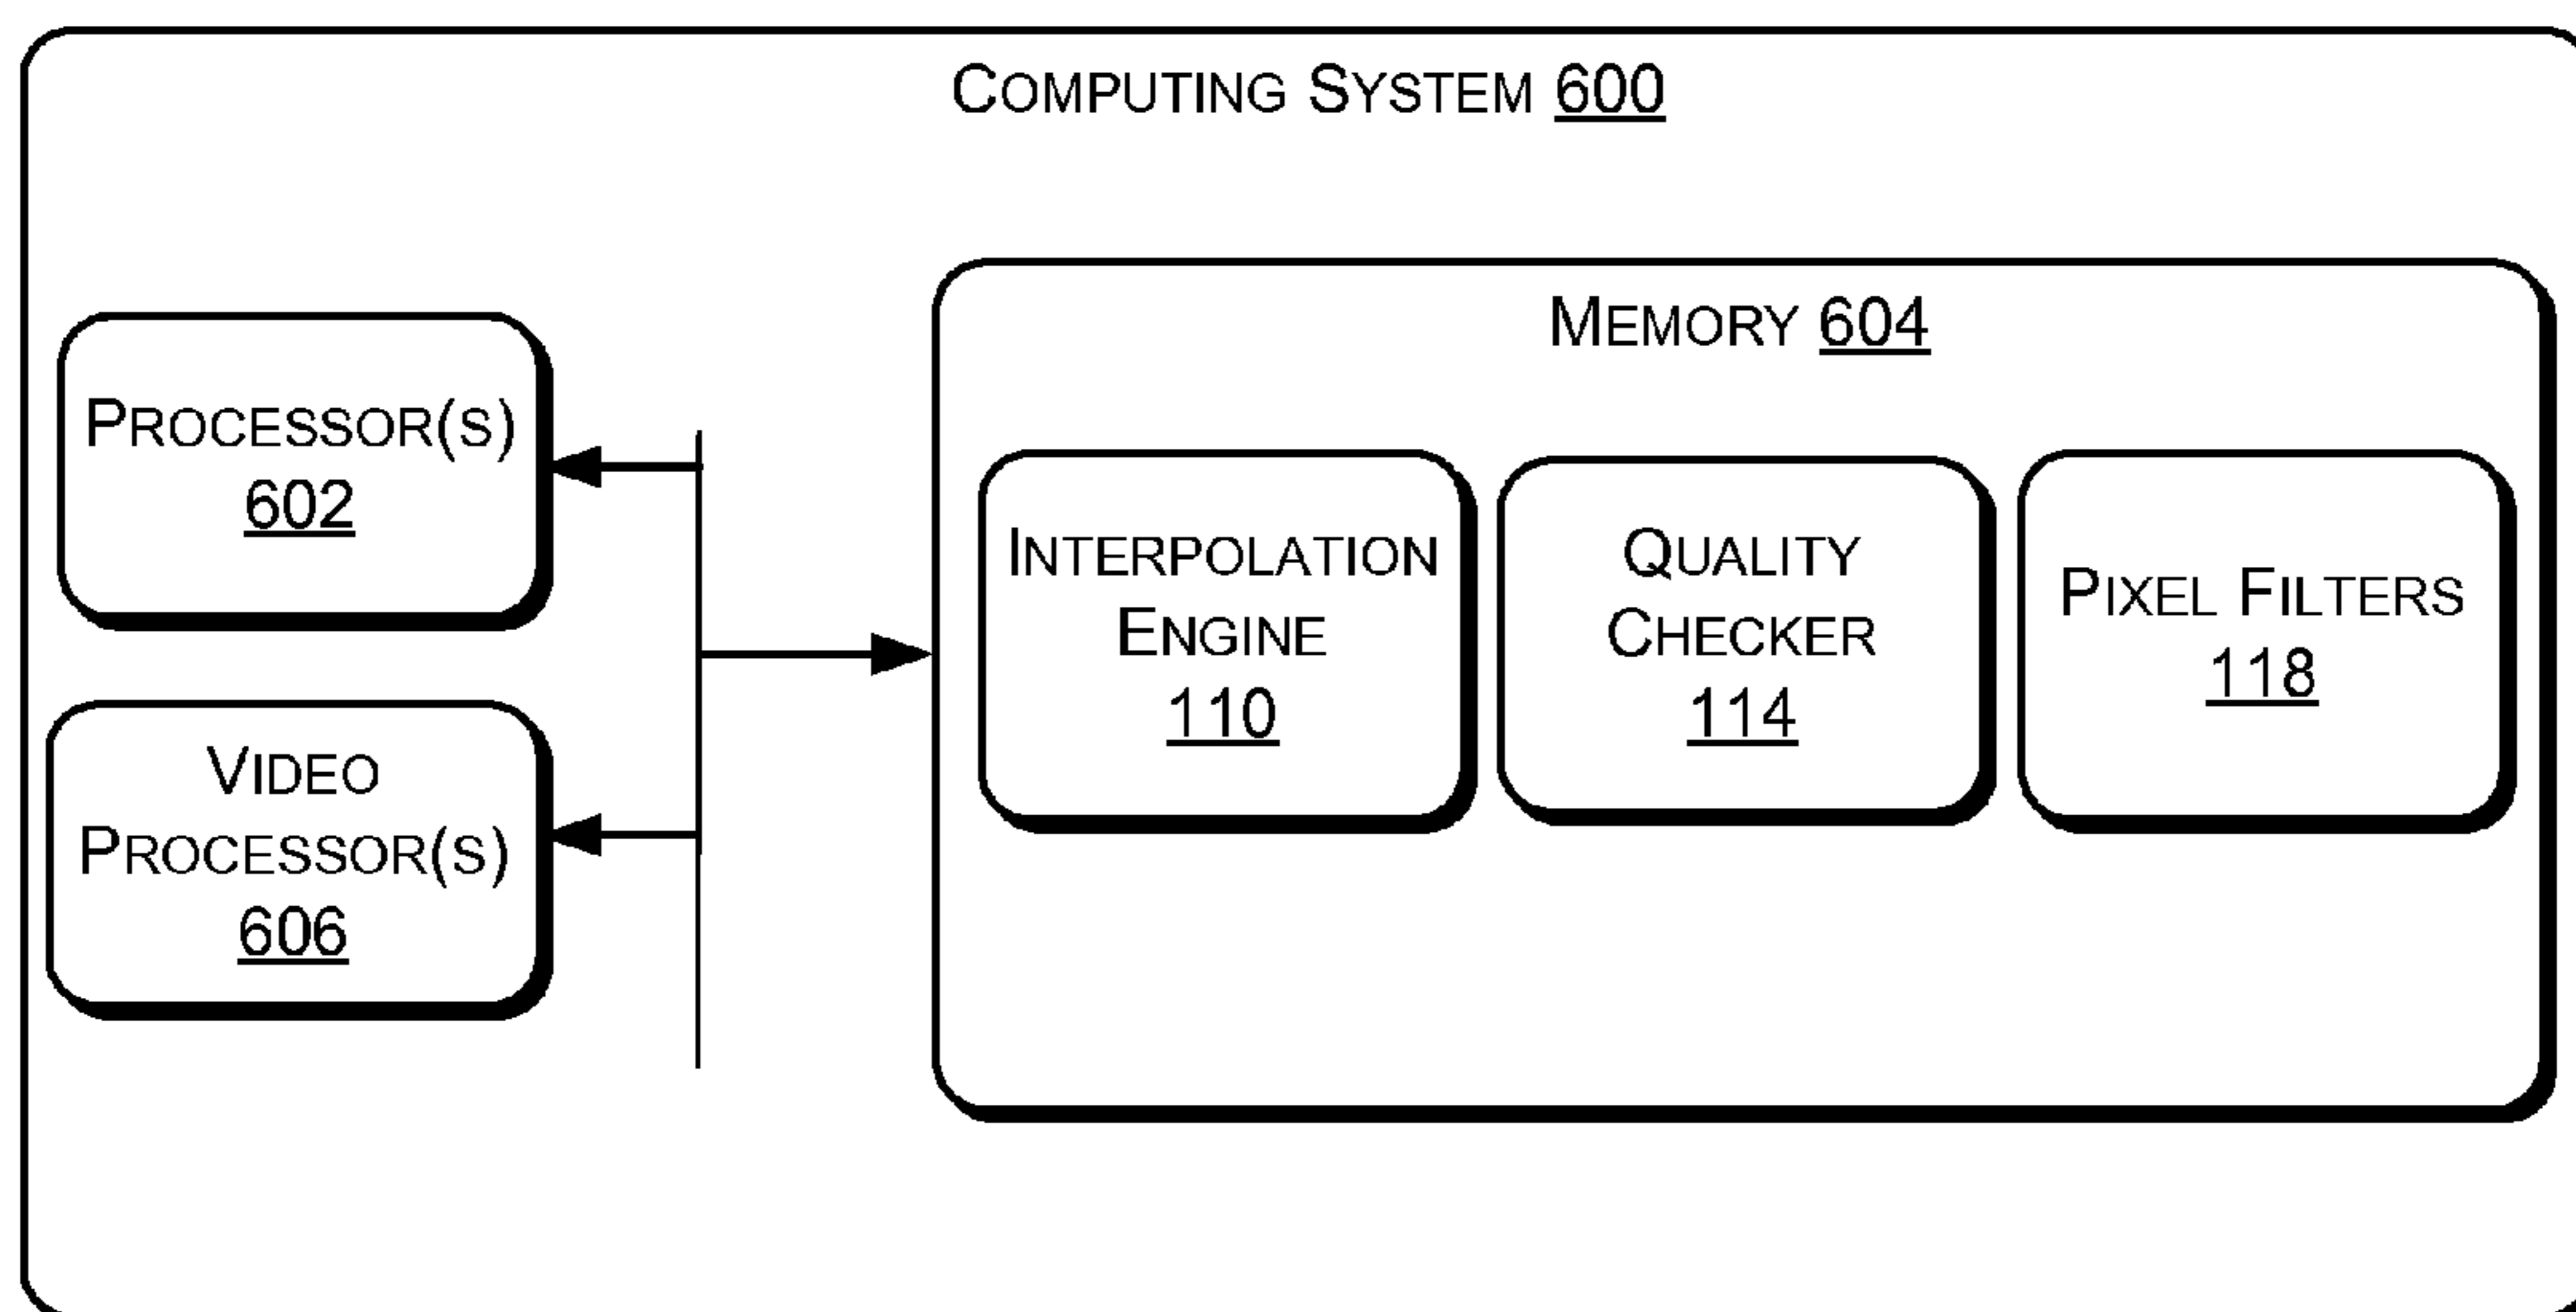 COMPUTING SYSTEM 600
MEMORY 604
PROCESSOR(S)
602
VIDEO
PROCESSOR(S)
606
INTERPOLATION
ENGINE
110
QUALITY
CHECKER
114
PIXEL FILTERS
118